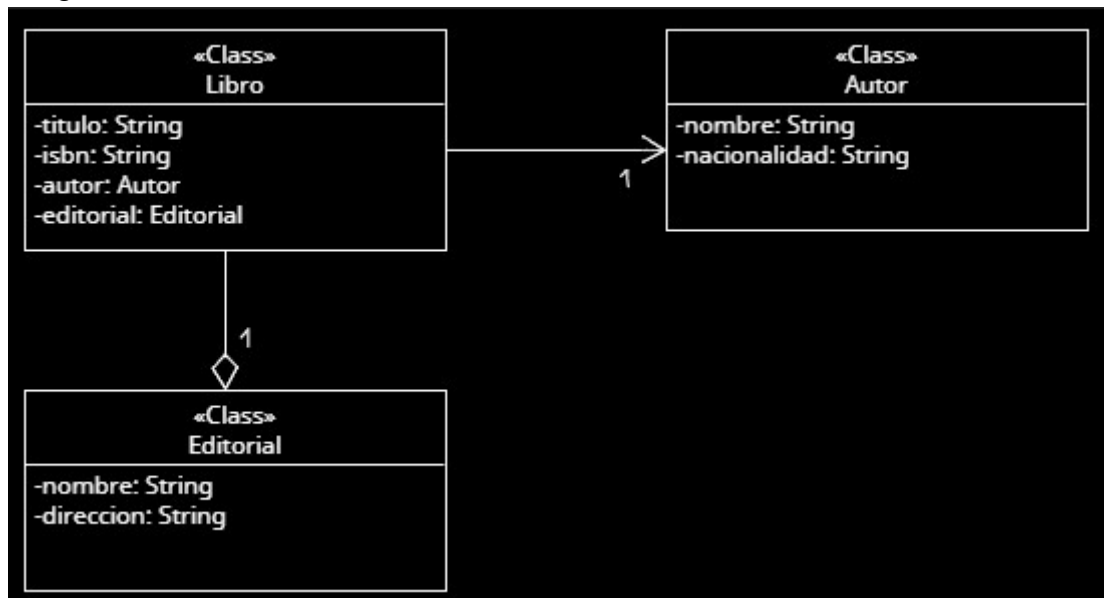 «Class»
Libro
-titulo: String
-isbn: String
-autor: Autor
-editorial: Editorial
1
«Class»
Autor
-nombre: String
-nacionalidad: String
1
«Class»
Editorial
-nombre: String
-direccion: String